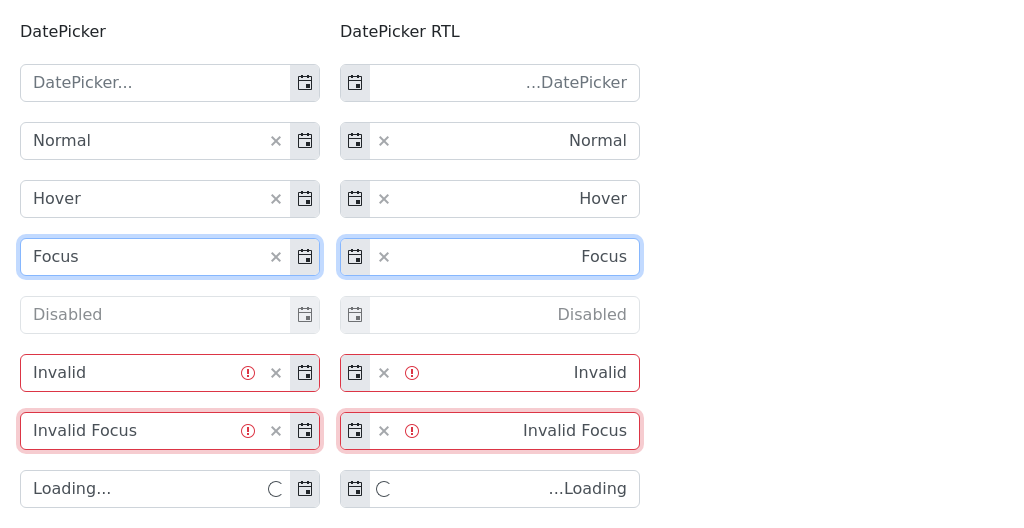 DatePicker DatePicker RTL
DatePicker... ...DatePicker
Normal Normal
Hover Hover
Focus Focus
Disabled Disabled
Invalid Invalid
Invalid Focus Invalid Focus
Loading... ...Loading